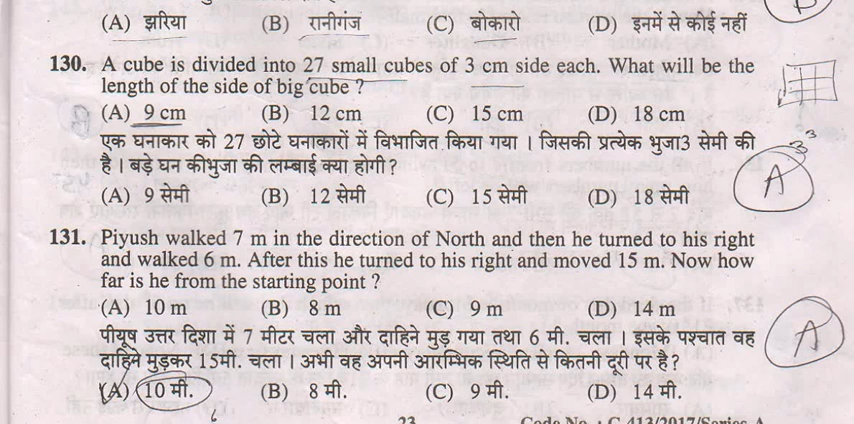 (A) झरिया (B) रानीगंज (C) बोकारो (D) इनमें से कोई नहीं
130. A cube is divided into 27 small cubes of 3 cm side each. What will be the
length of the side of big cube ?
(A) 9 cm (B) 12 cm (C) 15 cm (D) 18 cm
एक घनाकार को 27 छोटे घनाकारों में विभाजित किया गया । जिसकी प्रत्येक भुजा3 सेमी की
है । बड़े घन कीभुजा की लम्बाई क्या होगी?
A
(A) 9 सेमी (B) 12 सेमी (C) 15 सेमी (D) 18 सेमी
131. Piyush walked 7 m in the direction of North and then he turned to his right
and walked 6 m. After this he turned to his right and moved 15 m. Now how
far is he from the starting point ?
(A) 10 m (B) 8 m (C) 9 m (D) 14 m
पीयूष उत्तर दिशा में 7 मीटर चला और दाहिने मुड़ गया तथा 6 मी. चला । इसके पश्चात वह
दाहिने मुड़कर 15मी. चला । अभी वह अपनी आरम्भिक स्थिति से कितनी दूरी पर है?
A
(A) 10 मी. (B) 8 मी. (C) 9 मी. (D) 14 मी.
23 Code No. : C-413/2017/Series-A